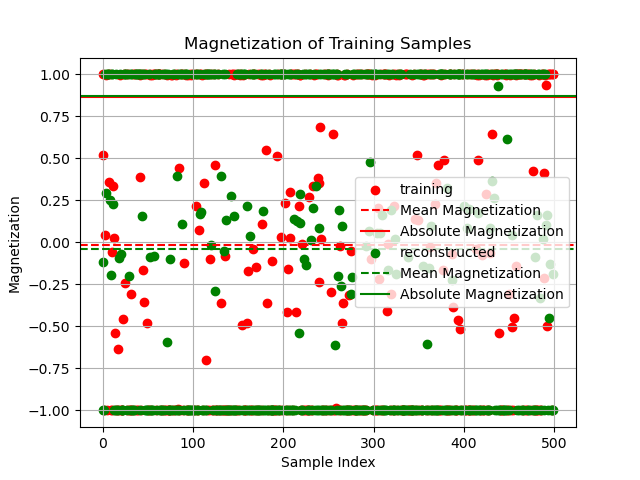 Magnetization of Training Samples
Magnetization
1.00
0.75
0.50
0.25
0.00
−0.25
−0.50
−0.75
−1.00
training
Mean Magnetization
Absolute Magnetization
reconstructed
Mean Magnetization
Absolute Magnetization
0
100
200
300
400
500
Sample Index